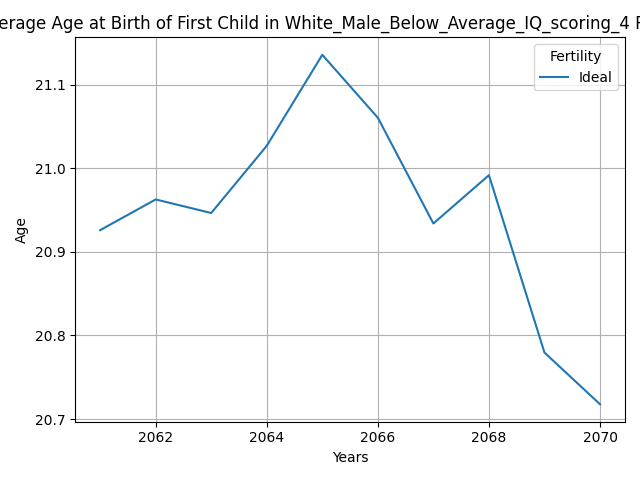 erage Age at Birth of First Child in White_Male_Below_Average_IQ_scoring_4
Fertility
Ideal
21.1
21.0
20.9
20.8
20.7
Age
2062 2064 2066 2068 2070
Years